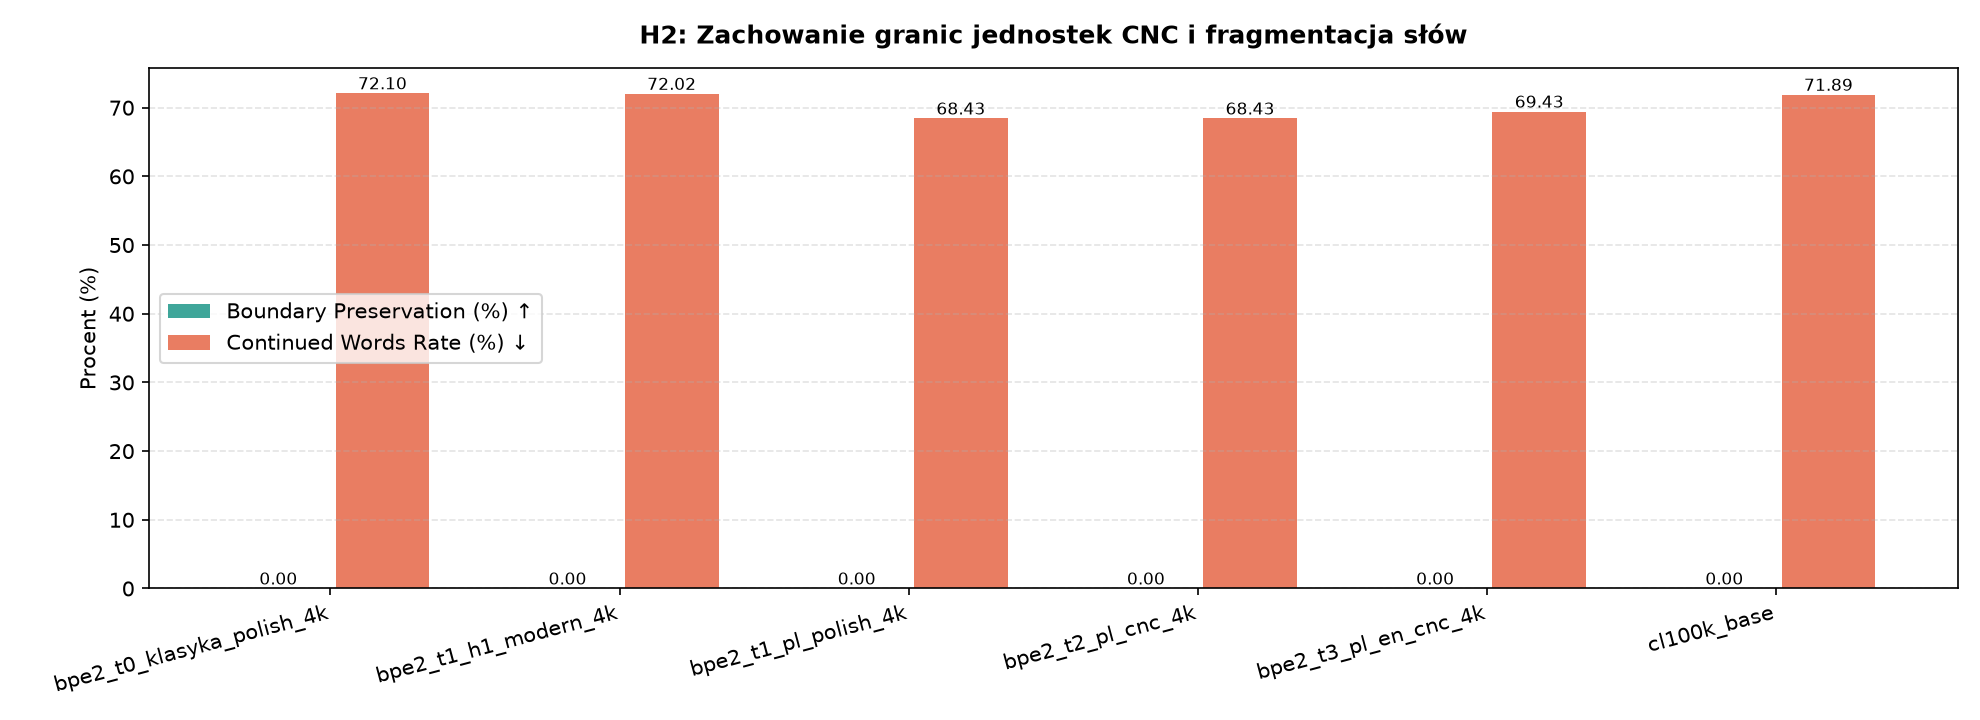 H2: Zachowanie granic jednostek CNC i fragmentacja słów
Procent (%)
70
60
50
40
30
20
10
0
72.10
72.02
68.43
68.43
69.43
71.89
Boundary Preservation (%) ↑
Continued Words Rate (%) ↓
0.00
0.00
0.00
0.00
0.00
0.00
bpe2_t0_klasyka_polish_4k
bpe2_t1_h1_modern_4k
bpe2_t1_pl_polish_4k
bpe2_t2_pl_cnc_4k
bpe2_t3_pl_en_cnc_4k
cl100k_base